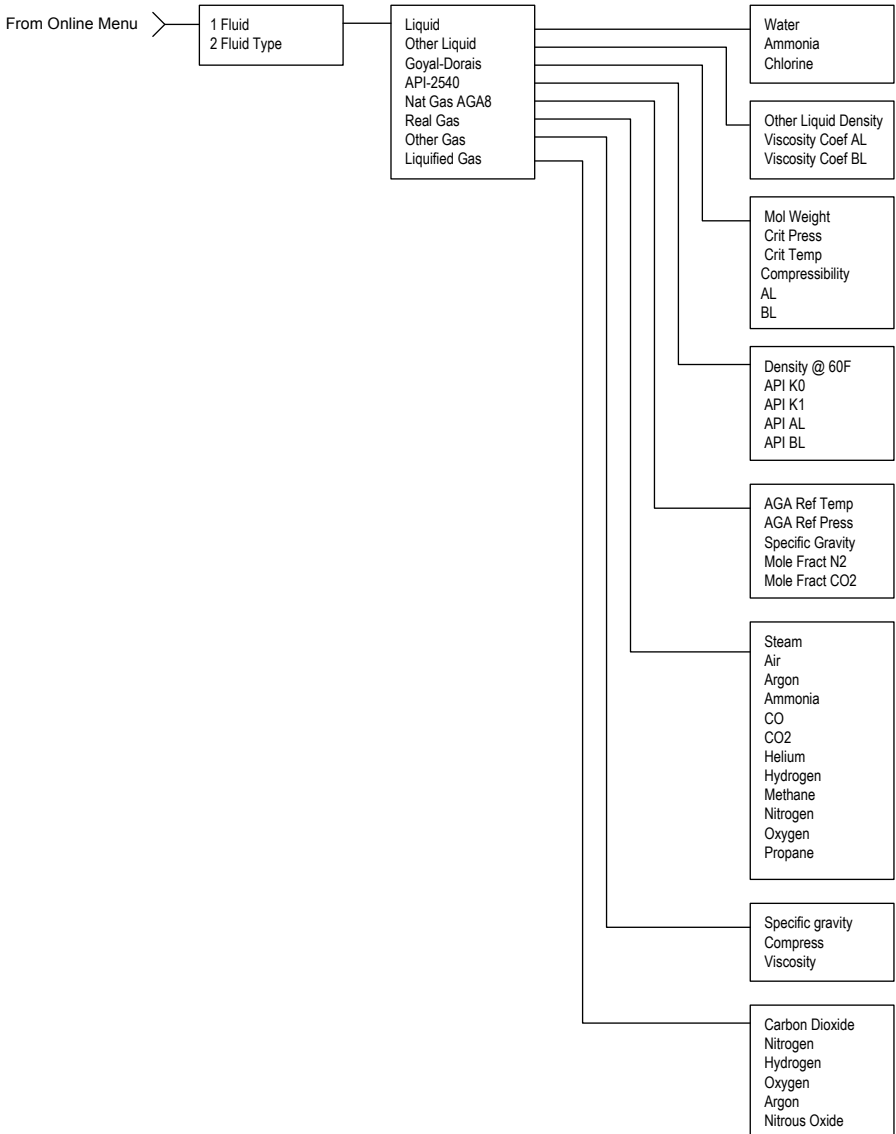 From Online Menu
1 Fluid
2 Fluid Type
Liquid
Other Liquid
Goyal-Dorais
API-2540
Nat Gas AGA8
Real Gas
Other Gas
Liquified Gas
Water
Ammonia
Chlorine
Other Liquid Density
Viscosity Coef AL
Viscosity Coef BL
Mol Weight
Crit Press
Crit Temp
Compressibility
AL
BL
Density @ 60F
API K0
API K1
API AL
API BL
AGA Ref Temp
AGA Ref Press
Specific Gravity
Mole Fract N2
Mole Fract CO2
Steam
Air
Argon
Ammonia
CO
CO2
Helium
Hydrogen
Methane
Nitrogen
Oxygen
Propane
Specific gravity
Compress
Viscosity
Carbon Dioxide
Nitrogen
Hydrogen
Oxygen
Argon
Nitrous Oxide